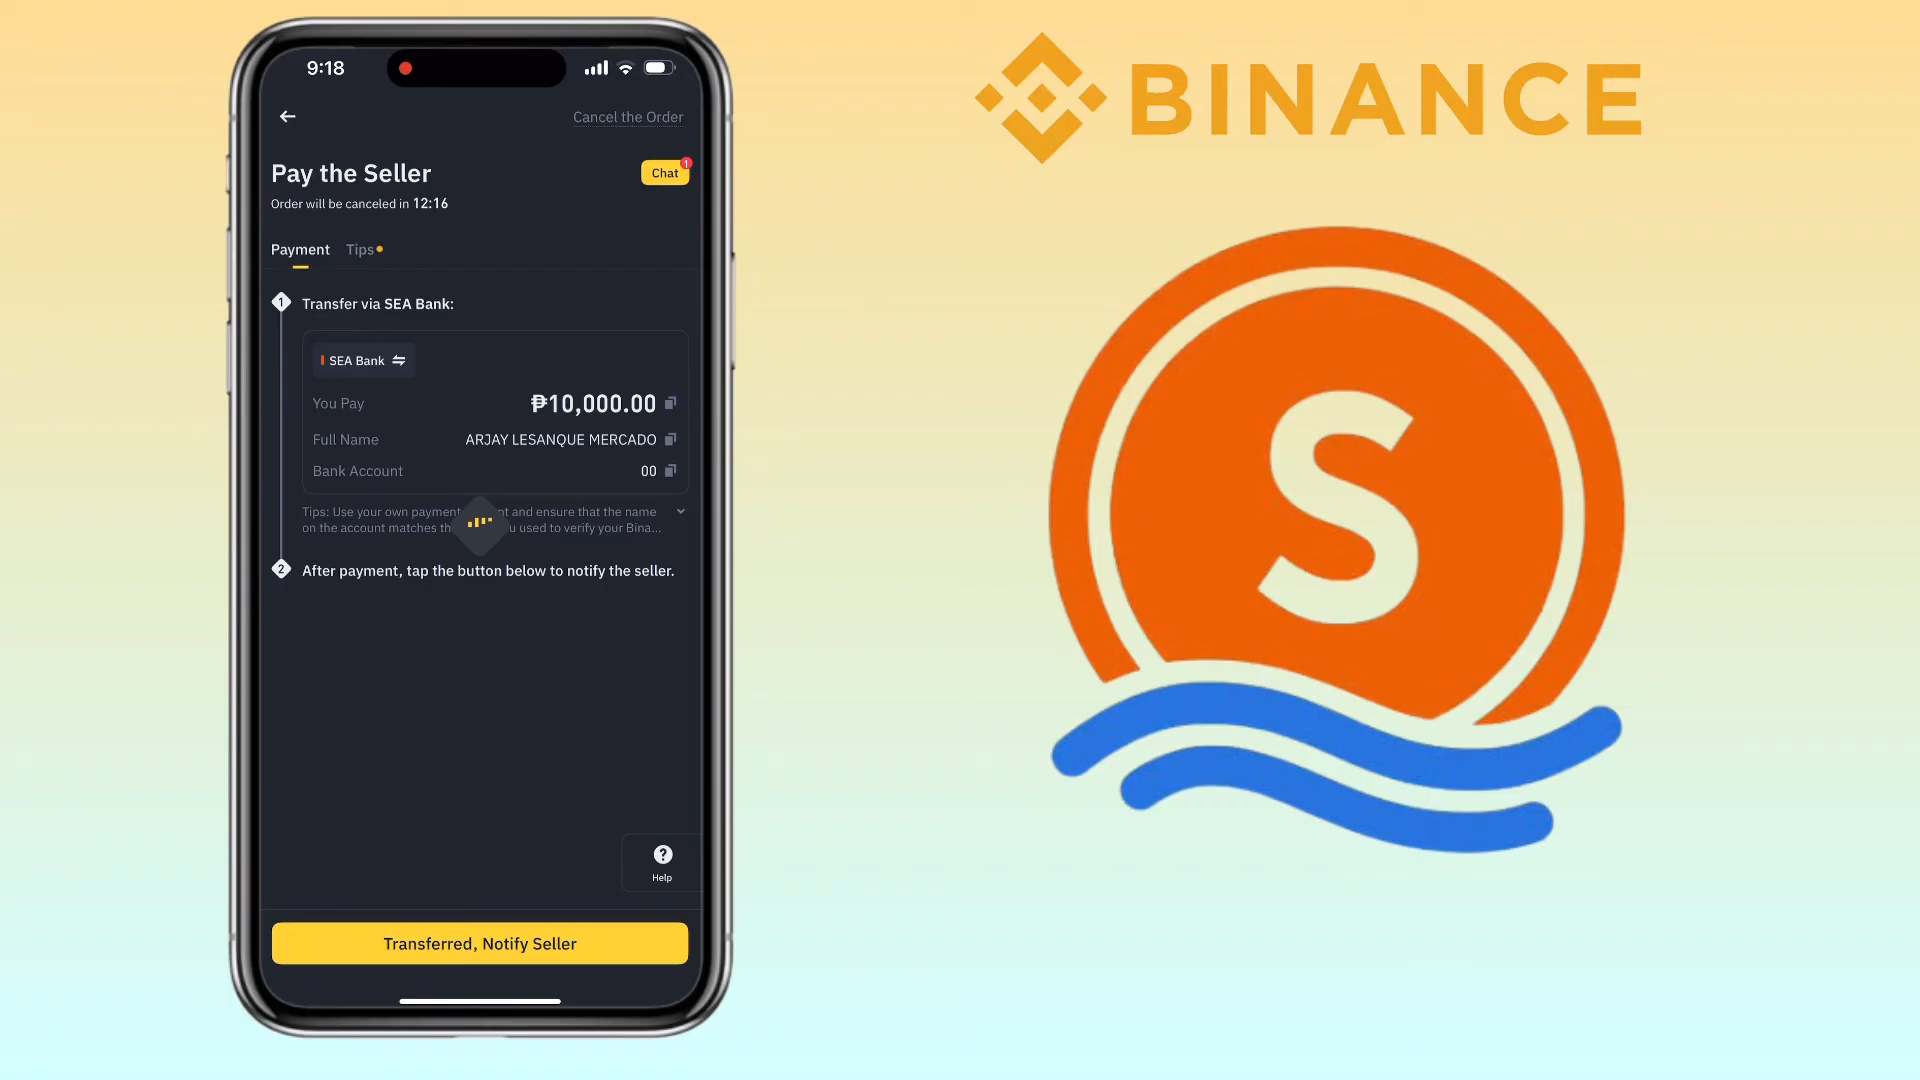 9:18
Cancel the Order
Pay the Seller
Chat
1
Order will be canceled in 12:16
Payment Tips
1 Transfer via SEA Bank:
SEA Bank
You Pay ₱10,000.00
Full Name ARJAY LESANQUE MERCADO
Bank Account 00
Tips: Use your own payment and ensure that the name
on the account matches used to verify your Bina...
2 After payment, tap the button below to notify the seller.
?
Help
Transferred, Notify Seller
BINANCE
S